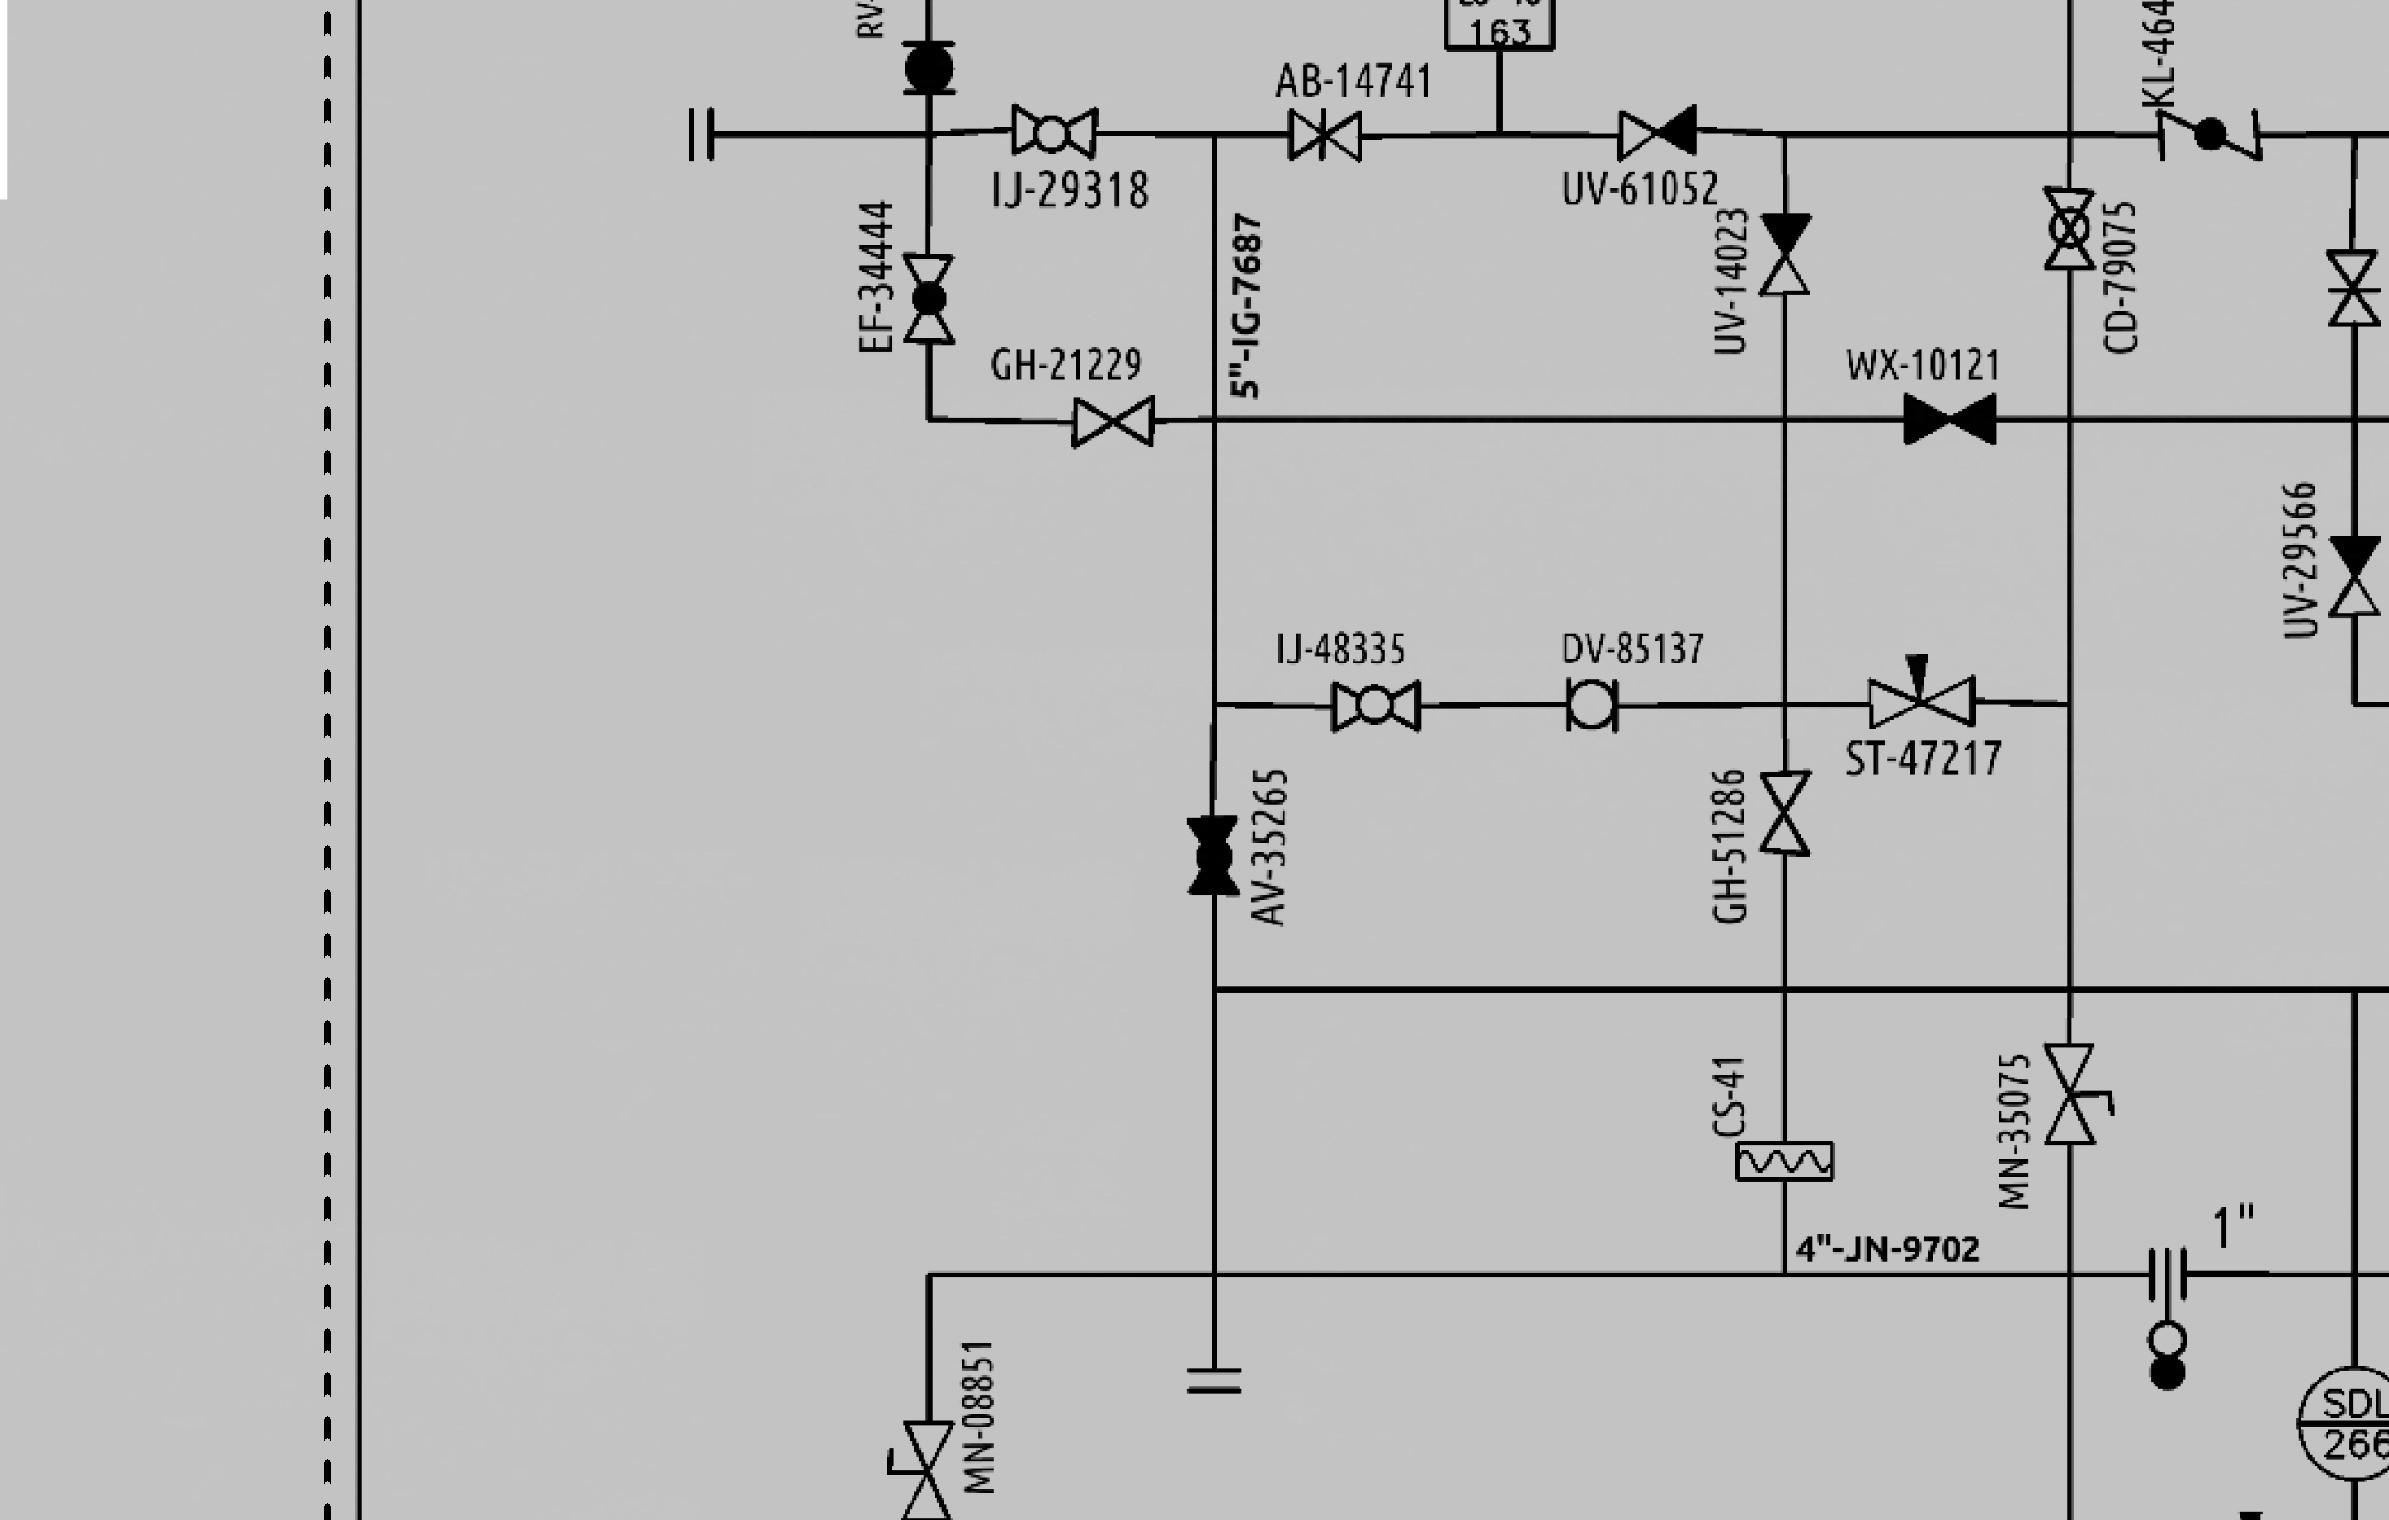 RV-
163
KL-464
AB-14741
IJ-29318
UV-61052
EF-34444
5"-IG-7687
UV-14023
CD-79075
GH-21229
WX-10121
UV-29566
IJ-48335
DV-85137
ST-47217
AV-35265
GH-51286
CS-41
MN-35075
1"
4"-JN-9702
MN-08851
SDL
266